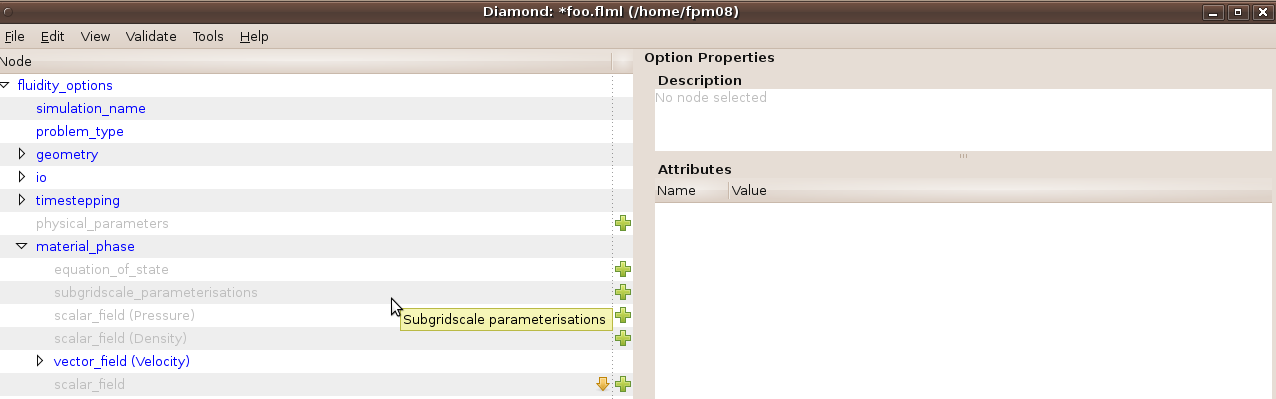 Diamond: *foo.flml (/home/fpm08)
File Edit View Validate Tools Help
Node
fluidity_options
simulation_name
problem_type
geometry
io
timestepping
physical_parameters
material_phase
equation_of_state
subgridscale_parameterisations
scalar_field (Pressure)
scalar_field (Density)
vector_field (Velocity)
scalar_field
Subgridscale parameterisations
Option Properties
Description
No node selected
Attributes
Name Value